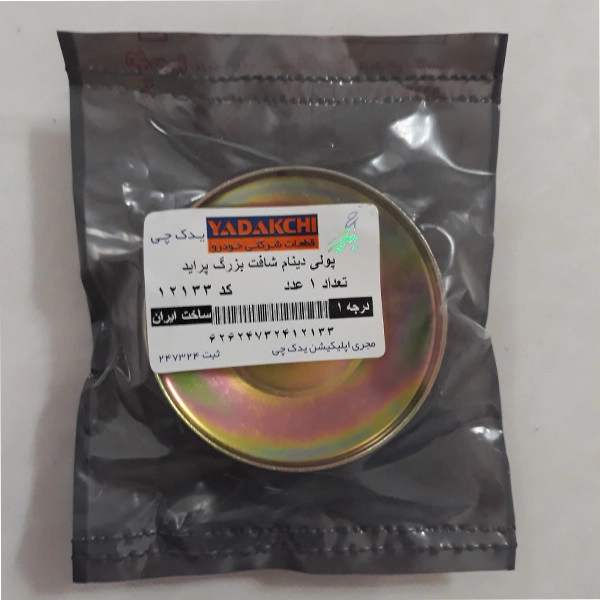 YADAKCHI یدک چی
قطعات شرکتی خودرو
پولی دینام شافت بزرگ پراید
تعداد ۱ عدد کد ۱۲۱۳۳
درجه ۱ ساخت ایران
۶۲۶۲۴۷۳۲۴۱۲۱۳۳
مجری اپلیکیشن یدک چی ثبت ۲۴۷۳۲۴